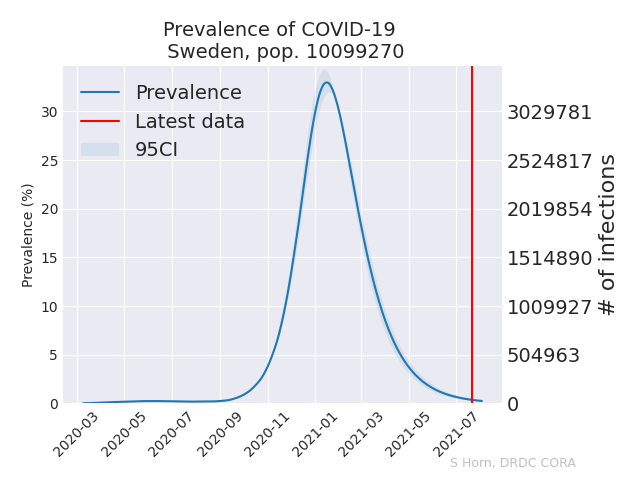 Prevalence of COVID-19
Sweden, pop. 10099270
Prevalence
Latest data
95CI
Prevalence (%)
30
25
20
15
10
5
0
3029781
2524817
2019854
1514890
1009927
504963
0
# of infections
2020-03
2020-05
2020-07
2020-09
2020-11
2021-01
2021-03
2021-05
2021-07
S Horn, DRDC CORA